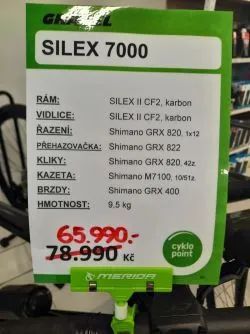 GRAVEL
SILEX 7000
RÁM: SILEX II CF2, karbon
VIDLICE: SILEX II CF2, karbon
ŘAZENÍ: Shimano GRX 820, 1x12
PŘEHAZOVAČKA: Shimano GRX 822
KLIKY: Shimano GRX 820, 42z.
KAZETA: Shimano M7100, 10/51z.
BRZDY: Shimano GRX 400
HMOTNOST: 9,5 kg
65.990.-
78.990 Kč
cyklo
point
MERIDA